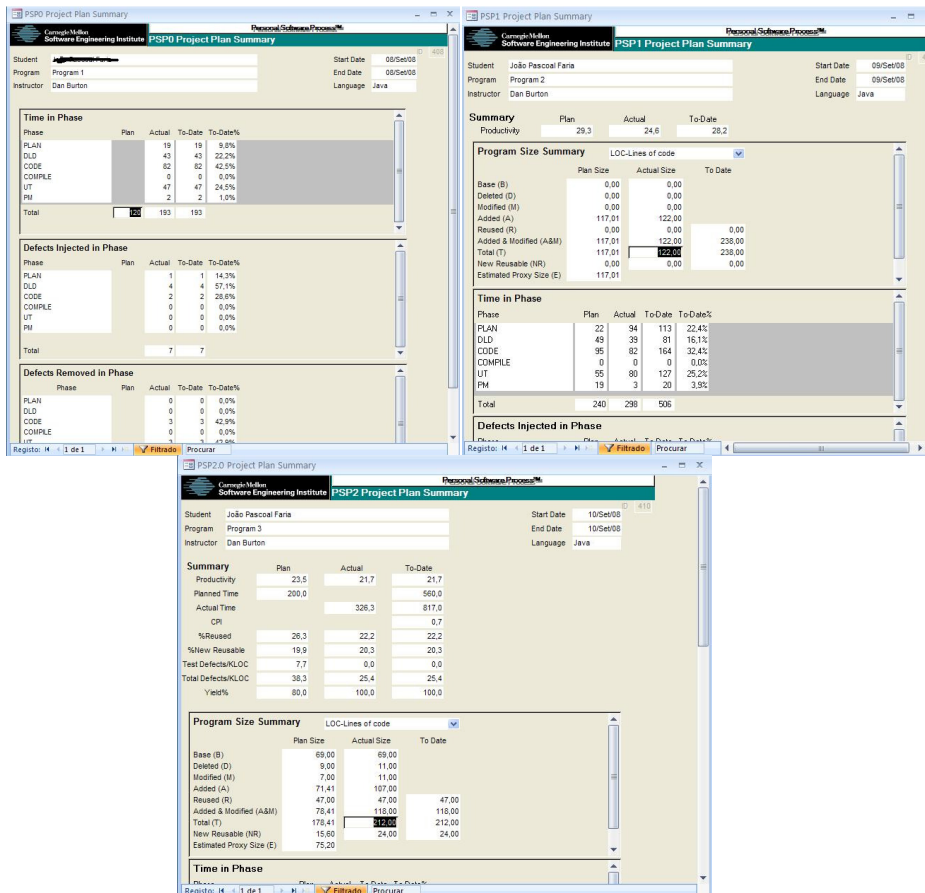 PSP0 Project Plan Summary
Carnegie Mellon
Software Engineering Institute
Personal Software Process℠
PSP0 Project Plan Summary
ID 408
Student
Start Date 08/Set/08
Program Program 1
End Date 08/Set/08
Instructor Dan Burton
Language Java
Time in Phase
Phase Plan Actual To-Date To-Date%
PLAN 19 19 9,8%
DLD 43 43 22,2%
CODE 82 82 42,5%
COMPILE 0 0 0,0%
UT 47 47 24,5%
PM 2 2 1,0%
Total 120 193 193
Defects Injected in Phase
Phase Plan Actual To-Date To-Date%
PLAN 1 1 14,3%
DLD 4 4 57,1%
CODE 2 2 28,6%
COMPILE 0 0 0,0%
UT 0 0 0,0%
PM 0 0 0,0%
Total 7 7
Defects Removed in Phase
Phase Plan Actual To-Date To-Date%
PLAN 0 0 0,0%
DLD 0 0 0,0%
CODE 3 3 42,9%
COMPILE 0 0 0,0%
UT 3 3 42,9%
Registo: 1 de 1 Filtrado Procurar
PSP1 Project Plan Summary
Carnegie Mellon
Software Engineering Institute
Personal Software Process℠
PSP1 Project Plan Summary
ID
Student João Pascoal Faria
Start Date 09/Set/08
Program Program 2
End Date 09/Set/08
Instructor Dan Burton
Language Java
Summary Plan Actual To-Date
Productivity 29,3 24,6 28,2
Program Size Summary LOC-Lines of code
Plan Size Actual Size To Date
Base (B) 0,00 0,00
Deleted (D) 0,00 0,00
Modified (M) 0,00 0,00
Added (A) 117,01 122,00
Reused (R) 0,00 0,00 0,00
Added & Modified (A&M) 117,01 122,00 238,00
Total (T) 117,01 122,00 238,00
New Reusable (NR) 0,00 0,00 0,00
Estimated Proxy Size (E) 117,01
Time in Phase
Phase Plan Actual To-Date To-Date%
PLAN 22 94 113 22,4%
DLD 49 39 81 16,1%
CODE 95 82 164 32,4%
COMPILE 0 0 0 0,0%
UT 55 80 127 25,2%
PM 19 3 20 3,9%
Total 240 298 506
Defects Injected in Phase
Phase Plan Actual To-Date To-Date%
Registo: 1 de 1 Filtrado Procurar
PSP2.0 Project Plan Summary
Carnegie Mellon
Software Engineering Institute
Personal Software Process℠
PSP2 Project Plan Summary
ID 410
Student João Pascoal Faria
Start Date 10/Set/08
Program Program 3
End Date 10/Set/08
Instructor Dan Burton
Language Java
Summary Plan Actual To-Date
Productivity 23,5 21,7 21,7
Planned Time 200,0 560,0
Actual Time 326,3 817,0
CPI 0,7
%Reused 26,3 22,2 22,2
%New Reusable 19,9 20,3 20,3
Test Defects/KLOC 7,7 0,0 0,0
Total Defects/KLOC 38,3 25,4 25,4
Yield% 80,0 100,0 100,0
Program Size Summary LOC-Lines of code
Plan Size Actual Size To Date
Base (B) 69,00 69,00
Deleted (D) 9,00 11,00
Modified (M) 7,00 11,00
Added (A) 71,41 107,00
Reused (R) 47,00 47,00 47,00
Added & Modified (A&M) 78,41 118,00 118,00
Total (T) 178,41 212,00 212,00
New Reusable (NR) 15,60 24,00 24,00
Estimated Proxy Size (E) 75,20
Time in Phase
Phase Plan Actual To-Date To-Date%
Registo: 1 de 1 Filtrado Procurar